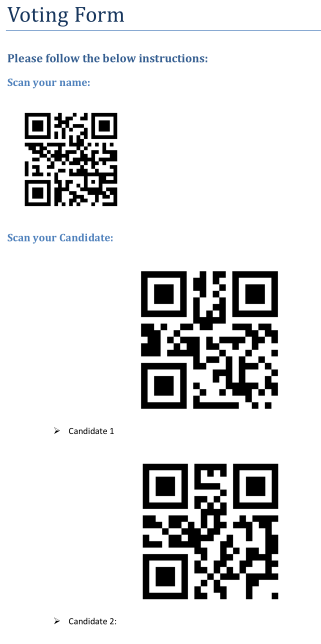 Voting Form
Please follow the below instructions:
Scan your name:
Scan your Candidate:
➢ Candidate 1
➢ Candidate 2: